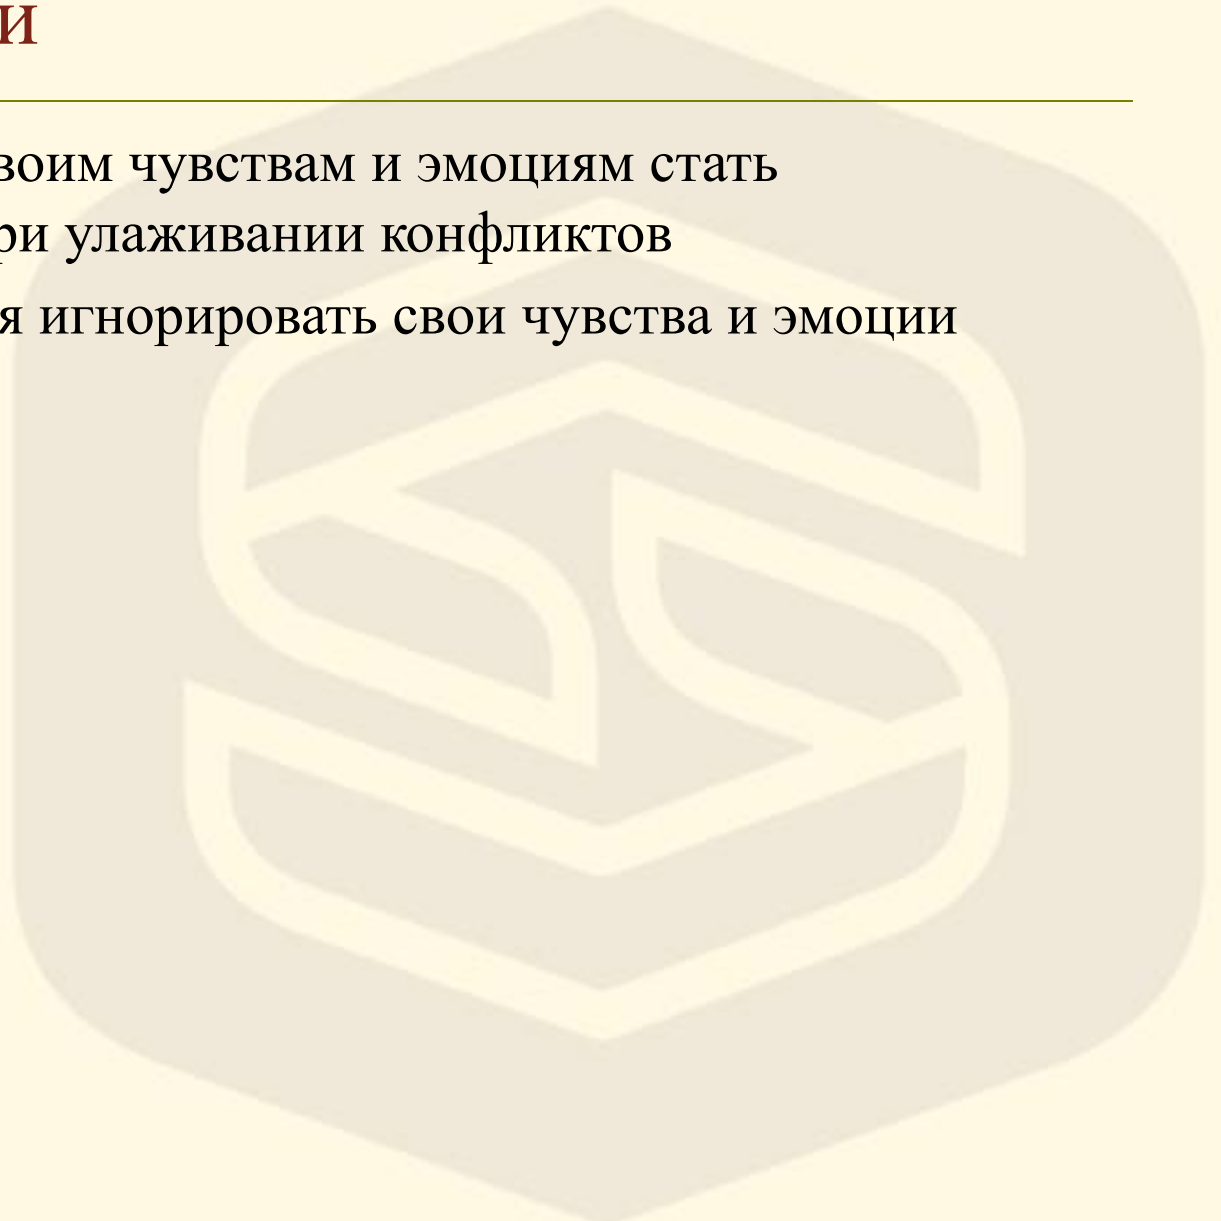 и
воим чувствам и эмоциям стать
ри улаживании конфликтов
я игнорировать свои чувства и эмоции